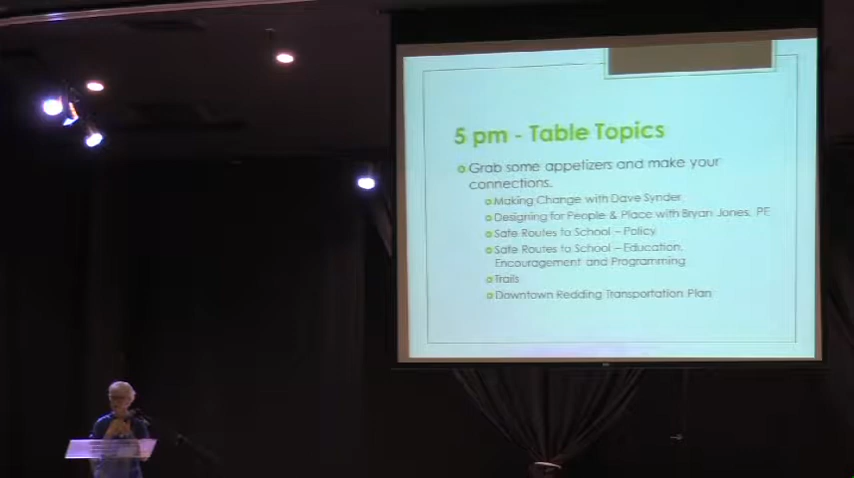 5 pm - Table Topics
Grab some appetizers and make your
connections.
Making Change with Dave Synder
Designing for People & Place with Bryan Jones, PE
Safe Routes to School – Policy
Safe Routes to School – Education,
Encouragement and Programming
Trails
Downtown Redding Transportation Plan